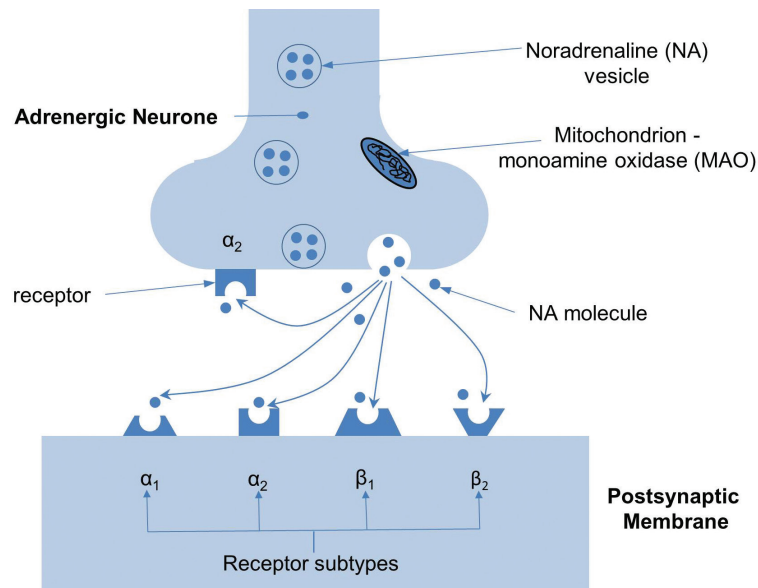 Noradrenaline (NA)
vesicle
Adrenergic Neurone
Mitochondrion -
monoamine oxidase (MAO)
α₂
receptor
NA molecule
α₁ α₂ β₁ β₂
Postsynaptic
Membrane
Receptor subtypes